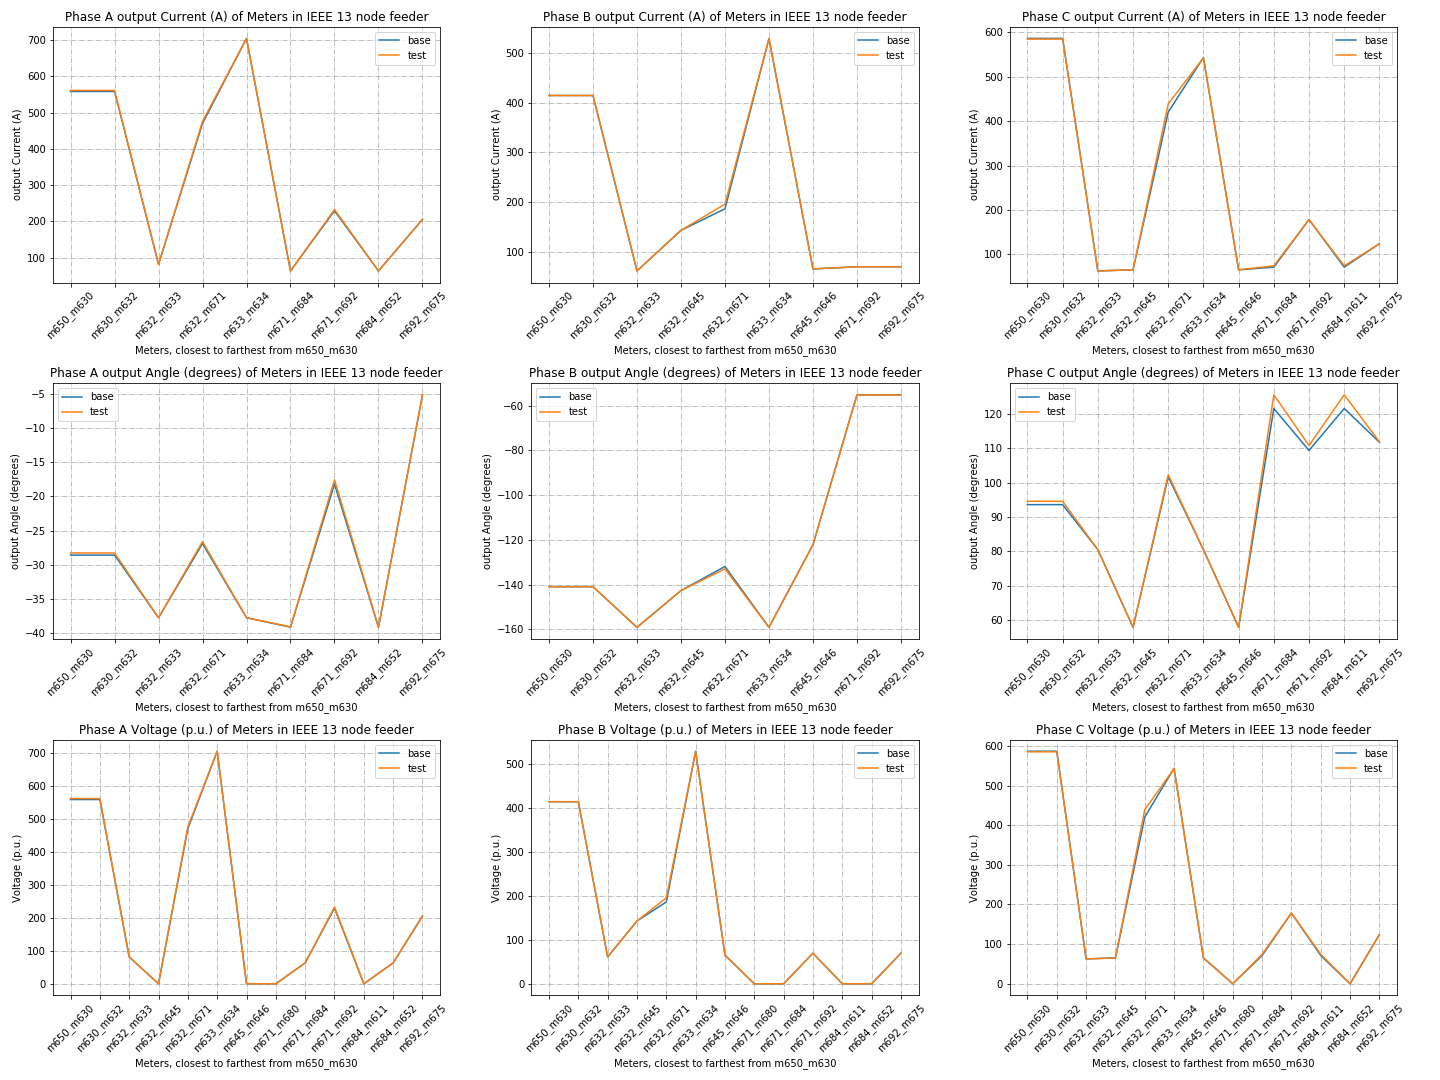 Phase A output Current (A) of Meters in IEEE 13 node feeder
output Current (A)
700
600
500
400
300
200
100
base
test
m650_m630
m630_m632
m632_m633
m632_m671
m633_m634
m671_m684
m671_m692
m684_m652
m692_m675
Meters, closest to farthest from m650_m630
Phase B output Current (A) of Meters in IEEE 13 node feeder
output Current (A)
500
400
300
200
100
base
test
m650_m630
m630_m632
m632_m633
m632_m645
m632_m671
m633_m634
m645_m646
m671_m692
m692_m675
Meters, closest to farthest from m650_m630
Phase C output Current (A) of Meters in IEEE 13 node feeder
output Current (A)
600
500
400
300
200
100
base
test
m650_m630
m630_m632
m632_m633
m632_m645
m632_m671
m633_m634
m645_m646
m671_m684
m671_m692
m684_m611
m692_m675
Meters, closest to farthest from m650_m630
Phase A output Angle (degrees) of Meters in IEEE 13 node feeder
output Angle (degrees)
−5
−10
−15
−20
−25
−30
−35
−40
base
test
m650_m630
m630_m632
m632_m633
m632_m671
m633_m634
m671_m684
m671_m692
m684_m652
m692_m675
Meters, closest to farthest from m650_m630
Phase B output Angle (degrees) of Meters in IEEE 13 node feeder
output Angle (degrees)
−60
−80
−100
−120
−140
−160
base
test
m650_m630
m630_m632
m632_m633
m632_m645
m632_m671
m633_m634
m645_m646
m671_m692
m692_m675
Meters, closest to farthest from m650_m630
Phase C output Angle (degrees) of Meters in IEEE 13 node feeder
output Angle (degrees)
120
110
100
90
80
70
60
base
test
m650_m630
m630_m632
m632_m633
m632_m645
m632_m671
m633_m634
m645_m646
m671_m684
m671_m692
m684_m611
m692_m675
Meters, closest to farthest from m650_m630
Phase A Voltage (p.u.) of Meters in IEEE 13 node feeder
Voltage (p.u.)
700
600
500
400
300
200
100
0
base
test
m650_m630
m630_m632
m632_m633
m632_m645
m632_m671
m633_m634
m645_m646
m671_m680
m671_m684
m671_m692
m684_m611
m684_m652
m692_m675
Meters, closest to farthest from m650_m630
Phase B Voltage (p.u.) of Meters in IEEE 13 node feeder
Voltage (p.u.)
500
400
300
200
100
0
base
test
m650_m630
m630_m632
m632_m633
m632_m645
m632_m671
m633_m634
m645_m646
m671_m680
m671_m684
m671_m692
m684_m611
m684_m652
m692_m675
Meters, closest to farthest from m650_m630
Phase C Voltage (p.u.) of Meters in IEEE 13 node feeder
Voltage (p.u.)
600
500
400
300
200
100
0
base
test
m650_m630
m630_m632
m632_m633
m632_m645
m632_m671
m633_m634
m645_m646
m671_m680
m671_m684
m671_m692
m684_m611
m684_m652
m692_m675
Meters, closest to farthest from m650_m630